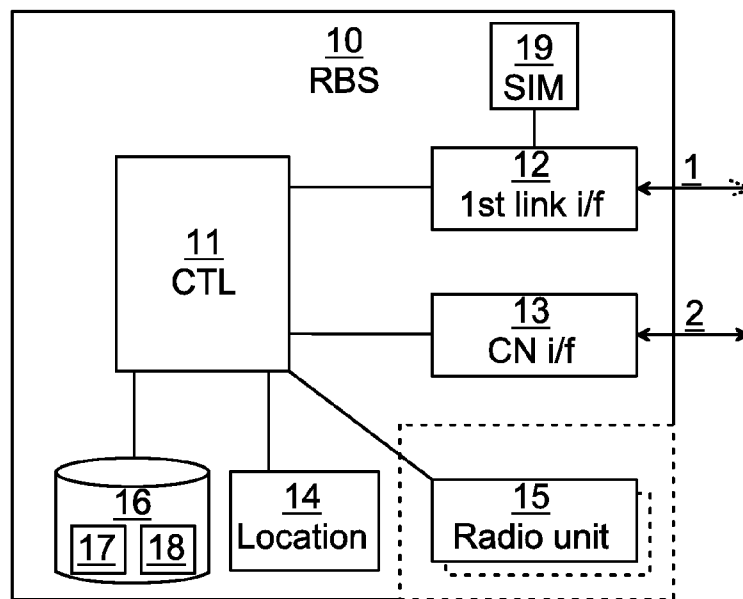 10
RBS
19
SIM
12
1st link i/f
1
11
CTL
13
CN i/f
2
16
17 18
14
Location
15
Radio unit